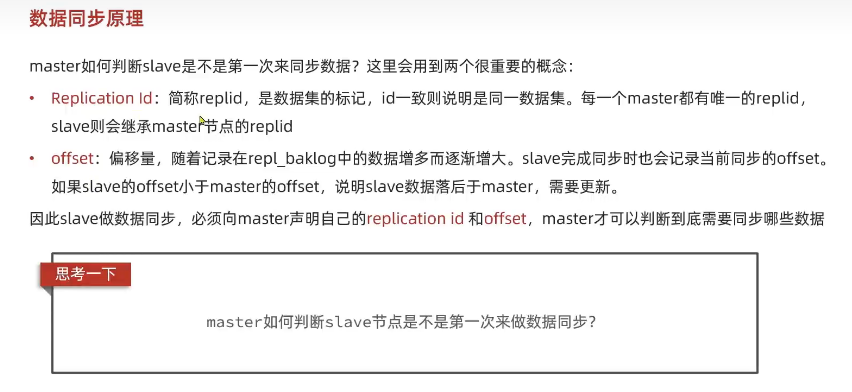 数据同步原理
master如何判断slave是不是第一次来同步数据？这里会用到两个很重要的概念：
• Replication Id：简称replid，是数据集的标记，id一致则说明是同一数据集。每一个master都有唯一的replid，
slave则会继承master节点的replid
• offset：偏移量，随着记录在repl_baklog中的数据增多而逐渐增大。slave完成同步时也会记录当前同步的offset。
如果slave的offset小于master的offset，说明slave数据落后于master，需要更新。
因此slave做数据同步，必须向master声明自己的replication id 和offset，master才可以判断到底需要同步哪些数据
思考一下
master如何判断slave节点是不是第一次来做数据同步？